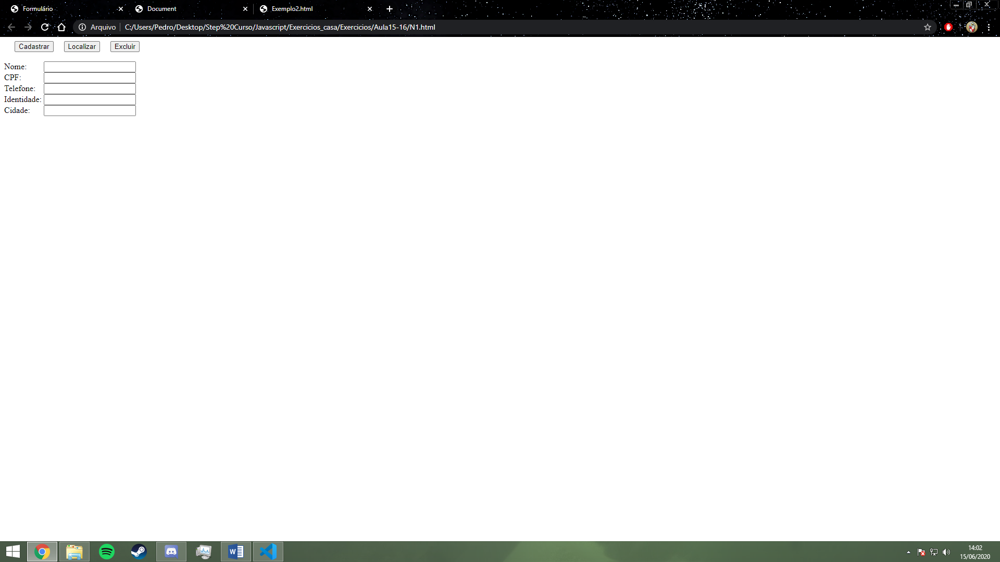 Formulário
Document
Exemplo2.html
Arquivo
C:/Users/Pedro/Desktop/Step%20Curso/Javascript/Exercicios_casa/Exercicios/Aula15-16/N1.html
Cadastrar Localizar Excluir
Nome:
CPF:
Telefone:
Identidade:
Cidade:
14:02
15/06/2020